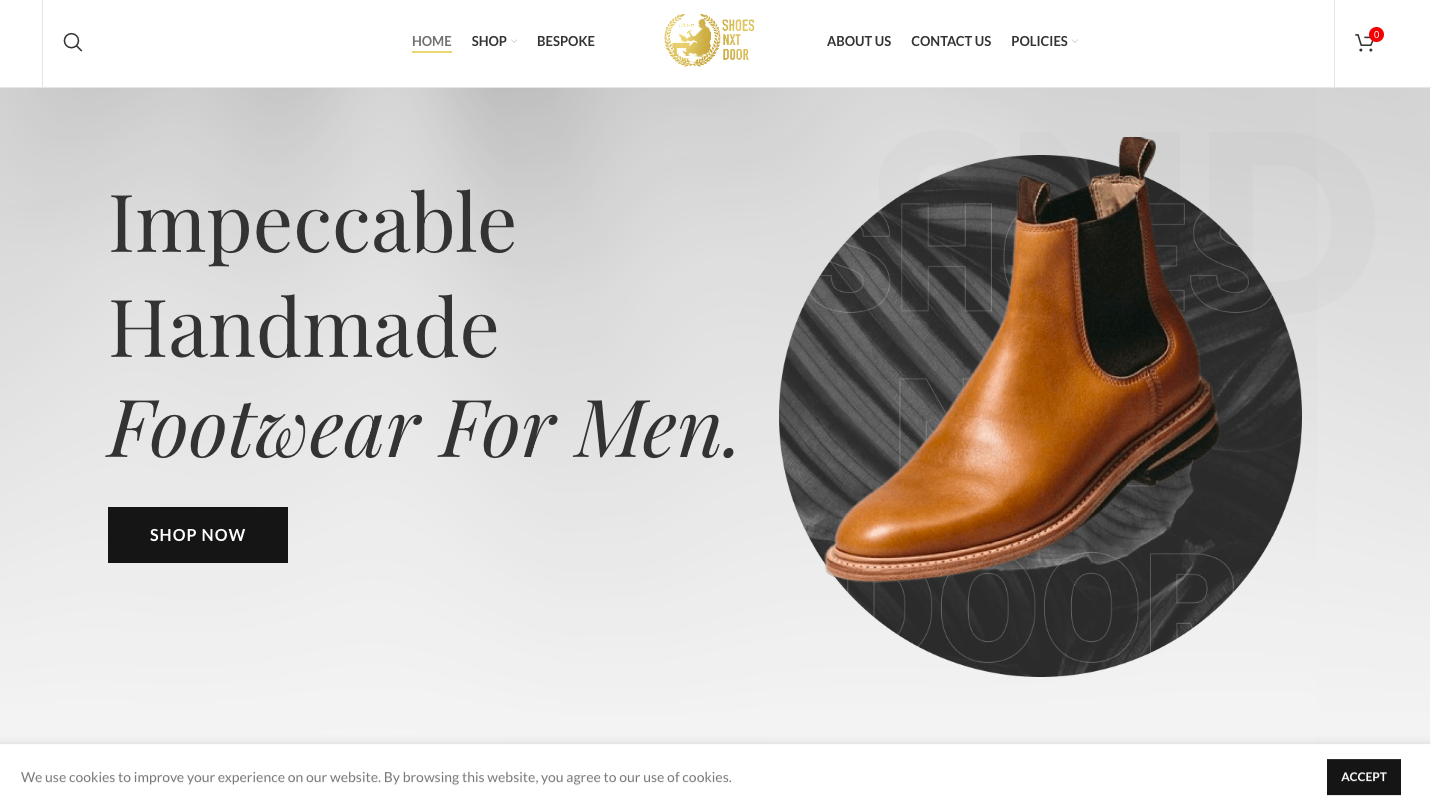 HOME
SHOP
BESPOKE
SHOES
NXT
DOOR
ABOUT US
CONTACT US
POLICIES
0
SND
SHOES
Impeccable
Handmade
Footwear For Men.
DOOR
SHOP NOW
We use cookies to improve your experience on our website. By browsing this website, you agree to our use of cookies.
ACCEPT